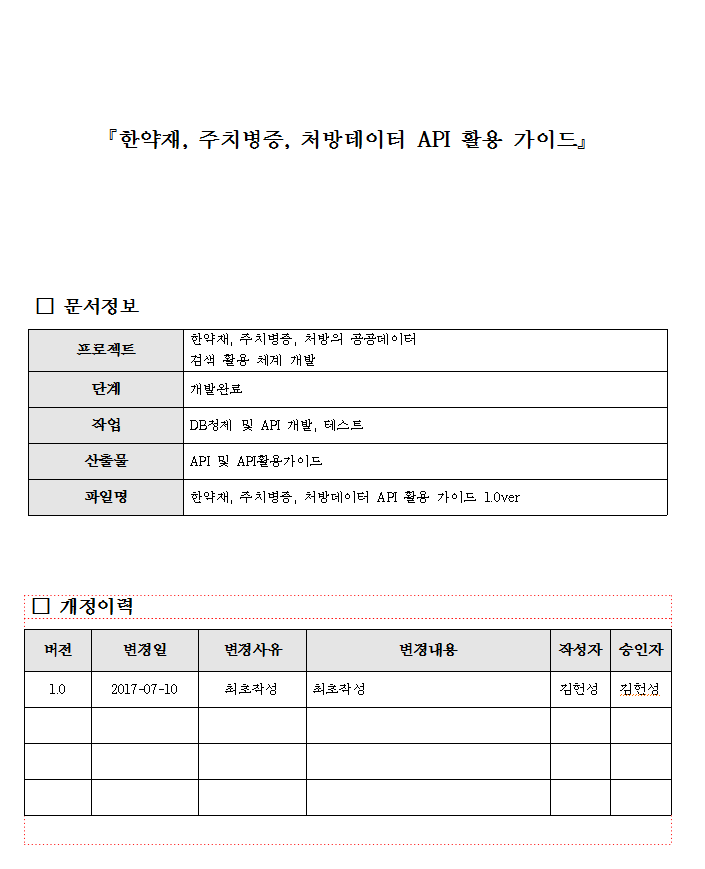 『한약재, 주치병증, 처방데이터 API 활용 가이드』
□ 문서정보
프로젝트
한약재, 주치병증, 처방의 공공데이터
검색 활용 체계 개발
단계
개발완료
작업
DB정제 및 API 개발, 테스트
산출물
API 및 API활용가이드
파일명
한약재, 주치병증, 처방데이터 API 활용 가이드 1.0ver
□ 개정이력
버전 변경일 변경사유 변경내용 작성자 승인자
1.0 2017-07-10 최초작성 최초작성 김헌성 김헌성